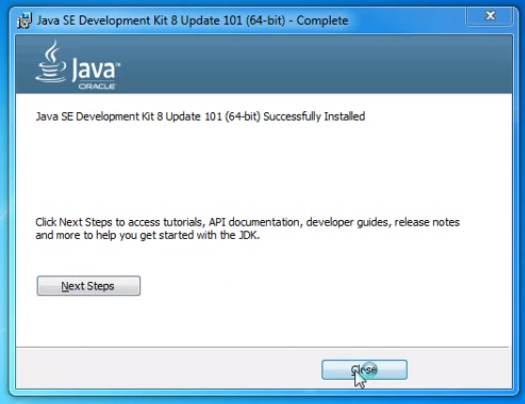 Java SE Development Kit 8 Update 101 (64-bit) - Complete
Java™
ORACLE
Java SE Development Kit 8 Update 101 (64-bit) Successfully Installed
Click Next Steps to access tutorials, API documentation, developer guides, release notes
and more to help you get started with the JDK.
Next Steps
Close